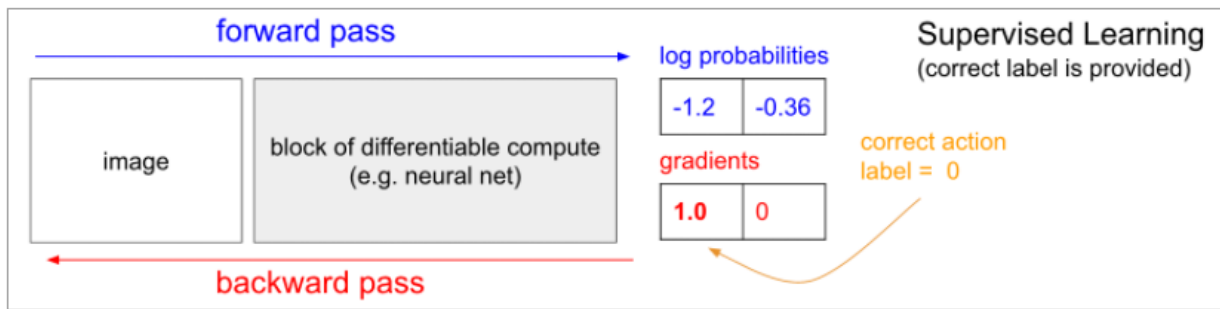 forward pass
Supervised Learning
(correct label is provided)
log probabilities
-1.2 -0.36
image
block of differentiable compute
(e.g. neural net)
correct action
label = 0
gradients
1.0 0
backward pass